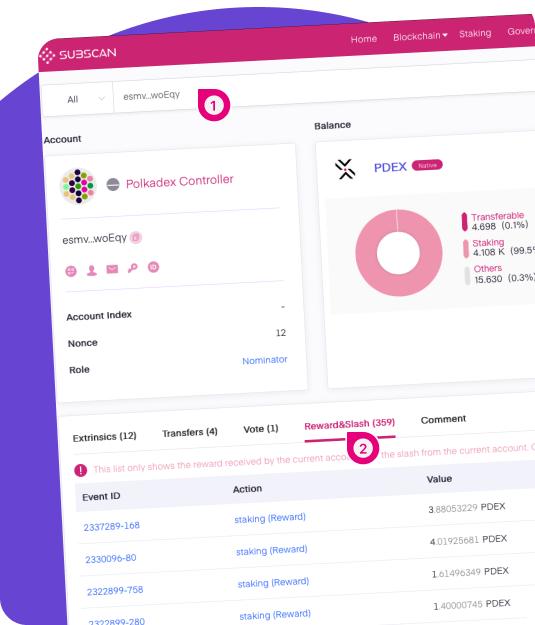 SUBSCAN
Home Blockchain Staking
All esmv...woEqy 1
Account
Balance
Polkadex Controller
PDEX Native
esmv...woEqy
Transferable
4.698 (0.1%)
Staking
4.108 K (99.5%
Others
15.630 (0.3%)
Account Index -
Nonce 12
Role Nominator
Extrinsics (12) Transfers (4) Vote (1) Reward&Slash (359) Comment
2
This list only shows the reward received by the current the slash from the current account.
Event ID Action Value
2337289-168 staking (Reward) 3.88053229 PDEX
2330096-80 staking (Reward) 4.01925681 PDEX
2322899-758 staking (Reward) 1.61496349 PDEX
2322899-280 staking (Reward) 1.40000745 PDEX